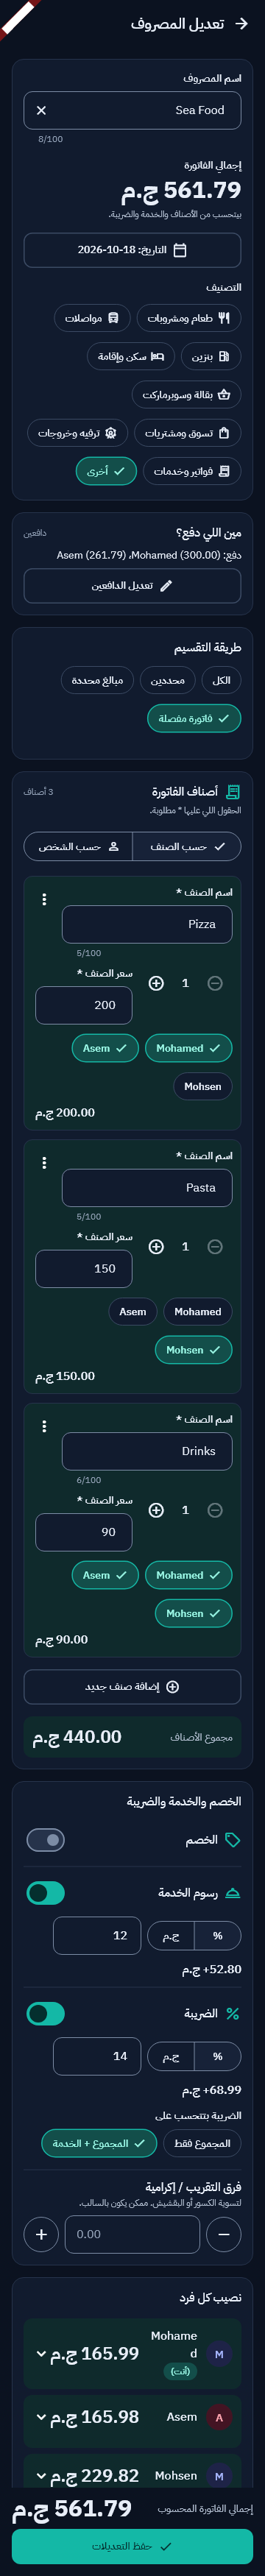 تعديل المصروف
اسم المصروف
Sea Food
8/100
إجمالي الفاتورة
561.79 ج.م
بيتحسب من الأصناف والخدمة والضريبة.
التاريخ: 18-10-2026
التصنيف
طعام ومشروبات
مواصلات
بنزين
سكن وإقامة
بقالة وسوبرماركت
تسوق ومشتريات
ترفيه وخروجات
فواتير وخدمات
أخرى
مين اللي دفع؟
دافعين
دفع: Mohamed (300.00)، Asem (261.79)
تعديل الدافعين
طريقة التقسيم
الكل
محددين
مبالغ محددة
فاتورة مفصلة
أصناف الفاتورة
3 أصناف
الحقول اللي عليها * مطلوبة.
حسب الصنف
حسب الشخص
اسم الصنف *
Pizza
5/100
سعر الصنف *
1
200
Mohamed
Asem
Mohsen
200.00 ج.م
اسم الصنف *
Pasta
5/100
سعر الصنف *
1
150
Mohamed
Asem
Mohsen
150.00 ج.م
اسم الصنف *
Drinks
6/100
سعر الصنف *
1
90
Mohamed
Asem
Mohsen
90.00 ج.م
إضافة صنف جديد
مجموع الأصناف
440.00 ج.م
الخصم والخدمة والضريبة
الخصم
رسوم الخدمة
%
ج.م
12
+52.80 ج.م
الضريبة
%
ج.م
14
+68.99 ج.م
الضريبة بتتحسب على
المجموع فقط
المجموع + الخدمة
فرق التقريب / إكرامية
لتسوية الكسور أو البقشيش. ممكن يكون بالسالب.
0.00
نصيب كل فرد
M
Mohamed
(أنت)
165.99 ج.م
A
Asem
165.98 ج.م
M
Mohsen
229.82 ج.م
إجمالي الفاتورة المحسوب
561.79 ج.م
حفظ التعديلات